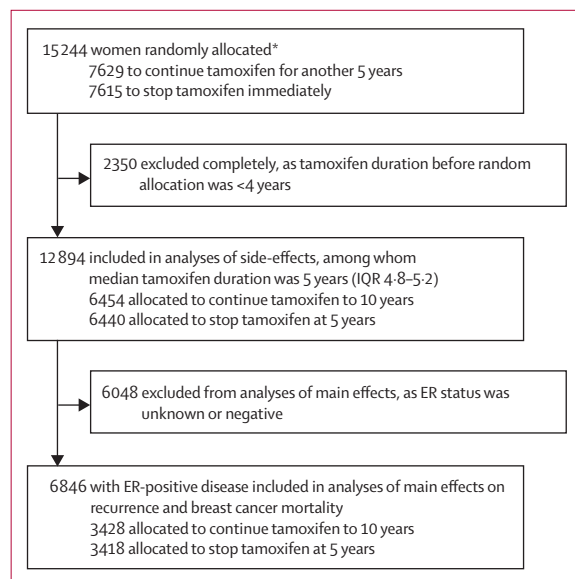 15 244 women randomly allocated*
7629 to continue tamoxifen for another 5 years
7615 to stop tamoxifen immediately
2350 excluded completely, as tamoxifen duration before random
allocation was <4 years
12 894 included in analyses of side-effects, among whom
median tamoxifen duration was 5 years (IQR 4·8–5·2)
6454 allocated to continue tamoxifen to 10 years
6440 allocated to stop tamoxifen at 5 years
6048 excluded from analyses of main effects, as ER status was
unknown or negative
6846 with ER-positive disease included in analyses of main effects on
recurrence and breast cancer mortality
3428 allocated to continue tamoxifen to 10 years
3418 allocated to stop tamoxifen at 5 years